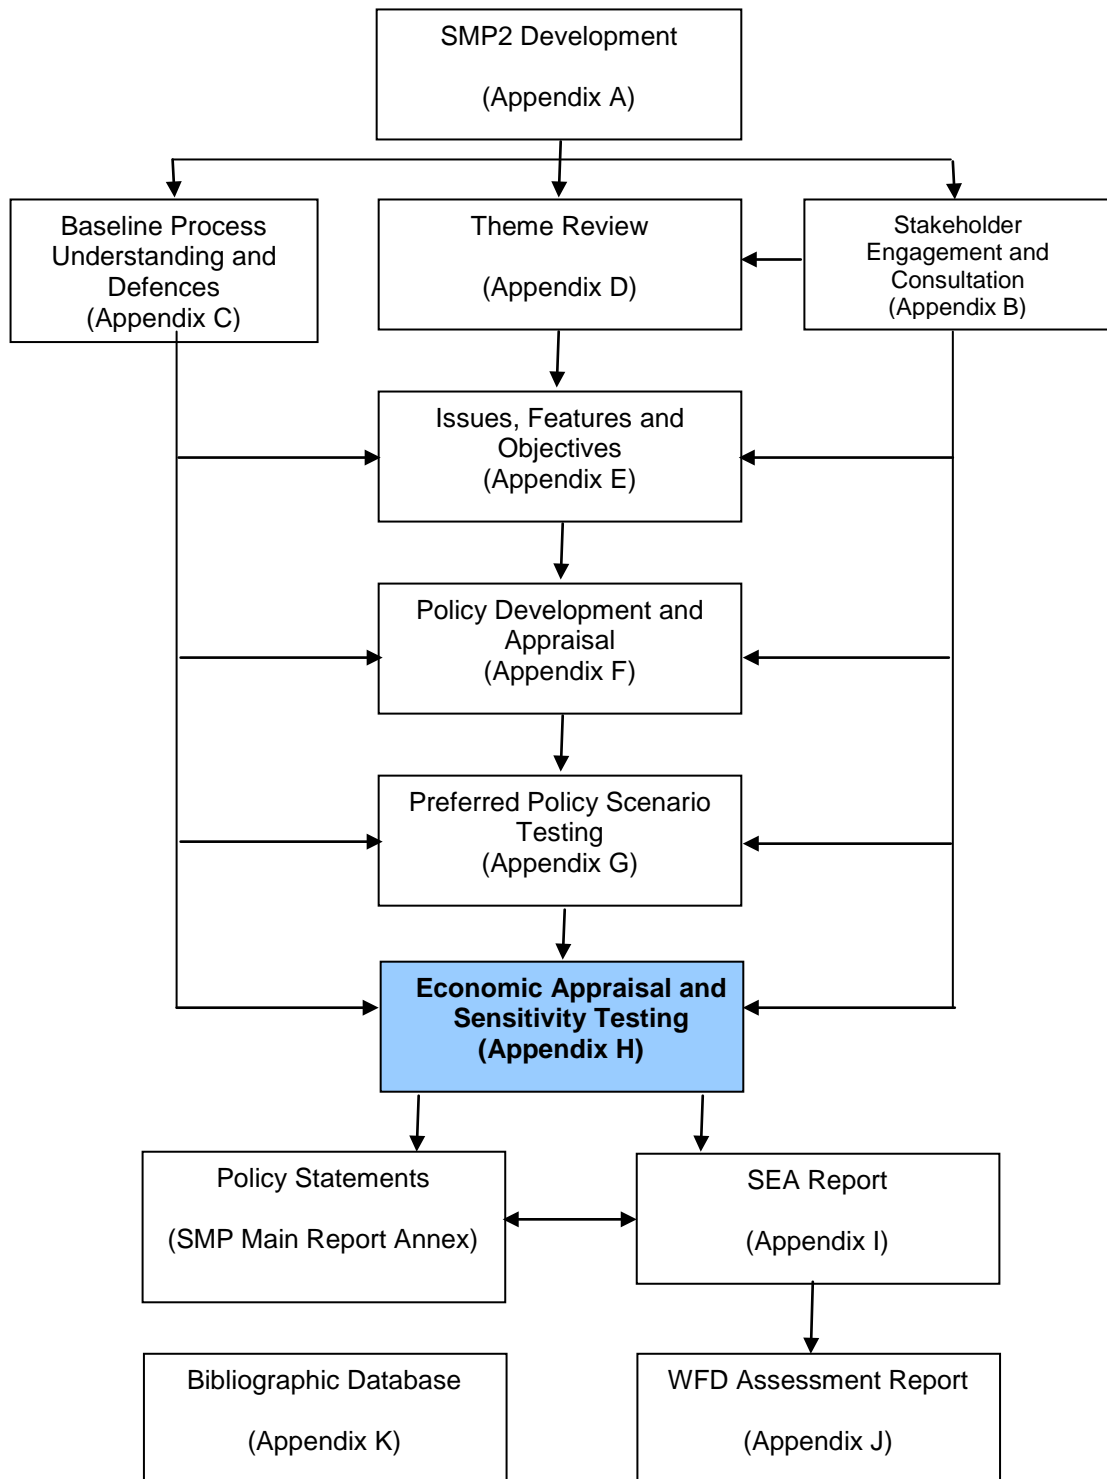 SMP2 Development
(Appendix A)
Baseline Process
Understanding and
Defences
(Appendix C)
Theme Review
(Appendix D)
Stakeholder
Engagement and
Consultation
(Appendix B)
Issues, Features and
Objectives
(Appendix E)
Policy Development and
Appraisal
(Appendix F)
Preferred Policy Scenario
Testing
(Appendix G)
Economic Appraisal and
Sensitivity Testing
(Appendix H)
Policy Statements
(SMP Main Report Annex)
SEA Report
(Appendix I)
Bibliographic Database
(Appendix K)
WFD Assessment Report
(Appendix J)